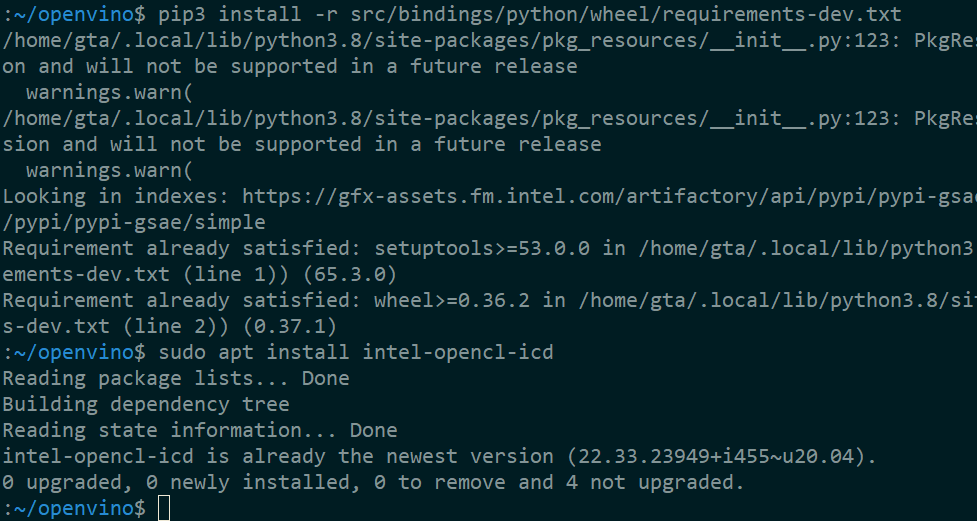 :~/openvino$ pip3 install -r src/bindings/python/wheel/requirements-dev.txt
/home/gta/.local/lib/python3.8/site-packages/pkg_resources/__init__.py:123: PkgRes
on and will not be supported in a future release
  warnings.warn(
/home/gta/.local/lib/python3.8/site-packages/pkg_resources/__init__.py:123: PkgRes
sion and will not be supported in a future release
  warnings.warn(
Looking in indexes: https://gfx-assets.fm.intel.com/artifactory/api/pypi/pypi-gsae
/pypi/pypi-gsae/simple
Requirement already satisfied: setuptools>=53.0.0 in /home/gta/.local/lib/python3
ements-dev.txt (line 1)) (65.3.0)
Requirement already satisfied: wheel>=0.36.2 in /home/gta/.local/lib/python3.8/sit
s-dev.txt (line 2)) (0.37.1)
:~/openvino$ sudo apt install intel-opencl-icd
Reading package lists... Done
Building dependency tree
Reading state information... Done
intel-opencl-icd is already the newest version (22.33.23949+i455~u20.04).
0 upgraded, 0 newly installed, 0 to remove and 4 not upgraded.
:~/openvino$